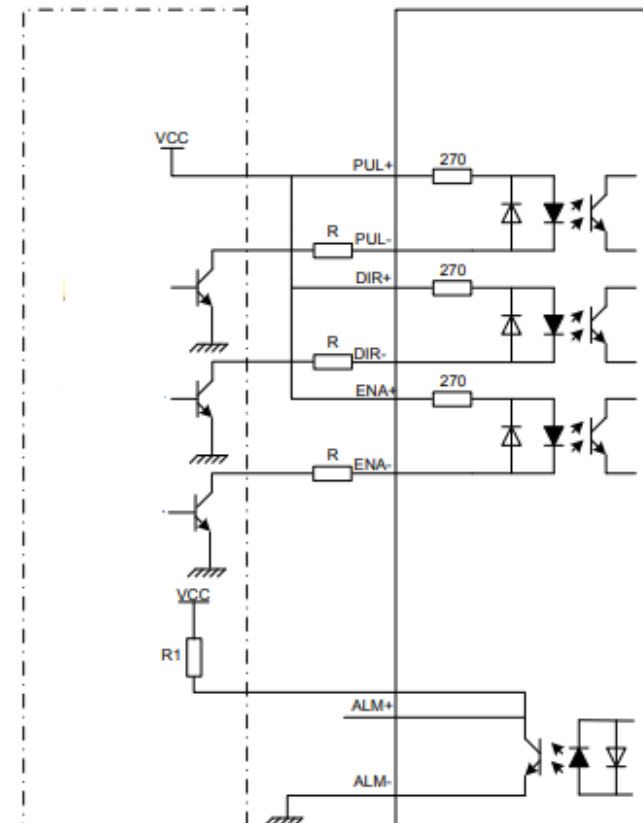 VCC
PUL+
270
R
PUL-
DIR+
270
R
DIR-
270
ENA+
R
ENA-
VCC
R1
ALM+
ALM-